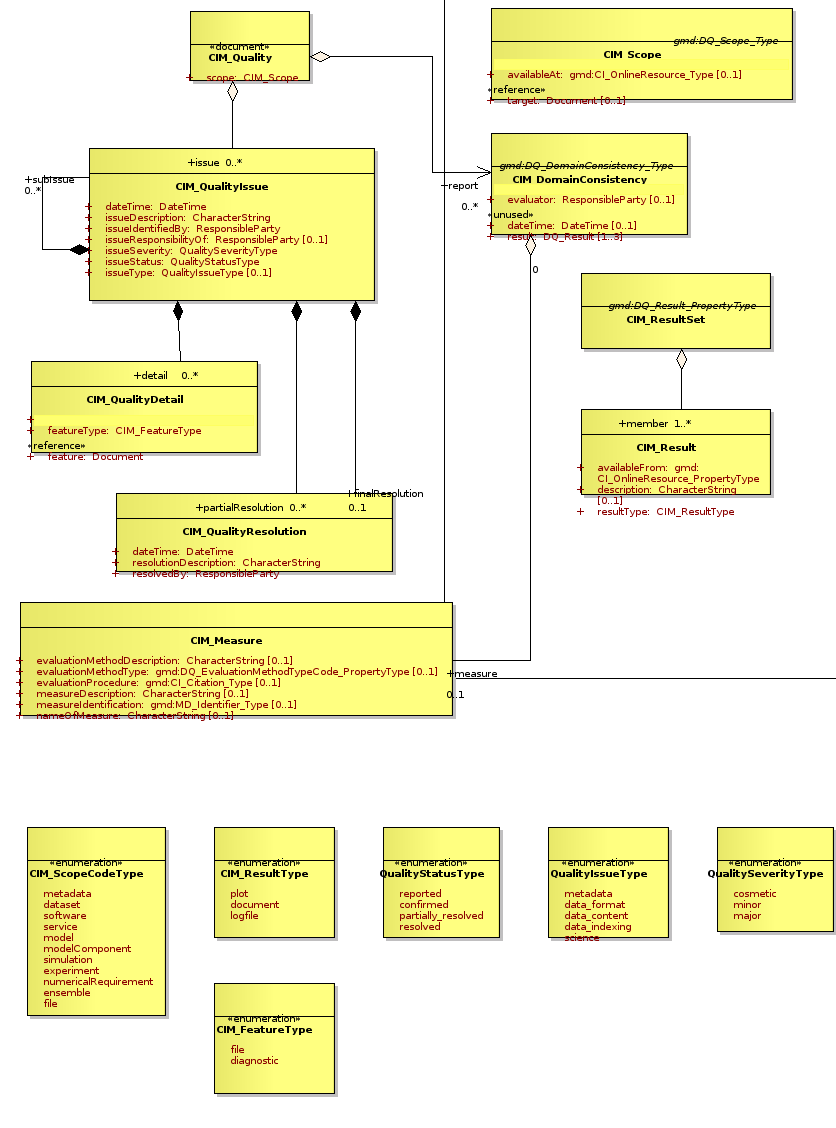 «document»
CIM_Quality
+ scope: CIM_Scope
gmd:DQ_Scope_Type
CIM_Scope
+ availableAt: gmd:CI_OnlineResource_Type [0..1]
«reference»
+ target: Document [0..1]
+issue 0..*
CIM_QualityIssue
+ dateTime: DateTime
+ issueDescription: CharacterString
+ issueIdentifiedBy: ResponsibleParty
+ issueResponsibilityOf: ResponsibleParty [0..1]
+ issueSeverity: QualitySeverityType
+ issueStatus: QualityStatusType
+ issueType: QualityIssueType [0..1]
+subIssue
0..*
gmd:DQ_DomainConsistency_Type
CIM_DomainConsistency
+ evaluator: ResponsibleParty [0..1]
«unused»
+ dateTime: DateTime [0..1]
+ result: DQ_Result [1..3]
+report
0..*
0
gmd:DQ_Result_PropertyType
CIM_ResultSet
+detail 0..*
CIM_QualityDetail
+
+ featureType: CIM_FeatureType
«reference»
+ feature: Document
+member 1..*
CIM_Result
+ availableFrom: gmd:
CI_OnlineResource_PropertyType
+ description: CharacterString
[0..1]
+ resultType: CIM_ResultType
+finalResolution
0..1
+partialResolution 0..*
CIM_QualityResolution
+ dateTime: DateTime
+ resolutionDescription: CharacterString
+ resolvedBy: ResponsibleParty
CIM_Measure
+ evaluationMethodDescription: CharacterString [0..1]
+ evaluationMethodType: gmd:DQ_EvaluationMethodTypeCode_PropertyType [0..1]
+ evaluationProcedure: gmd:CI_Citation_Type [0..1]
+ measureDescription: CharacterString [0..1]
+ measureIdentification: gmd:MD_Identifier_Type [0..1]
+ nameOfMeasure: CharacterString [0..1]
+measure
0..1
«enumeration»
CIM_ScopeCodeType
metadata
dataset
software
service
model
modelComponent
simulation
experiment
numericalRequirement
ensemble
file
«enumeration»
CIM_ResultType
plot
document
logfile
«enumeration»
QualityStatusType
reported
confirmed
partially_resolved
resolved
«enumeration»
QualityIssueType
metadata
data_format
data_content
data_indexing
science
«enumeration»
QualitySeverityType
cosmetic
minor
major
«enumeration»
CIM_FeatureType
file
diagnostic